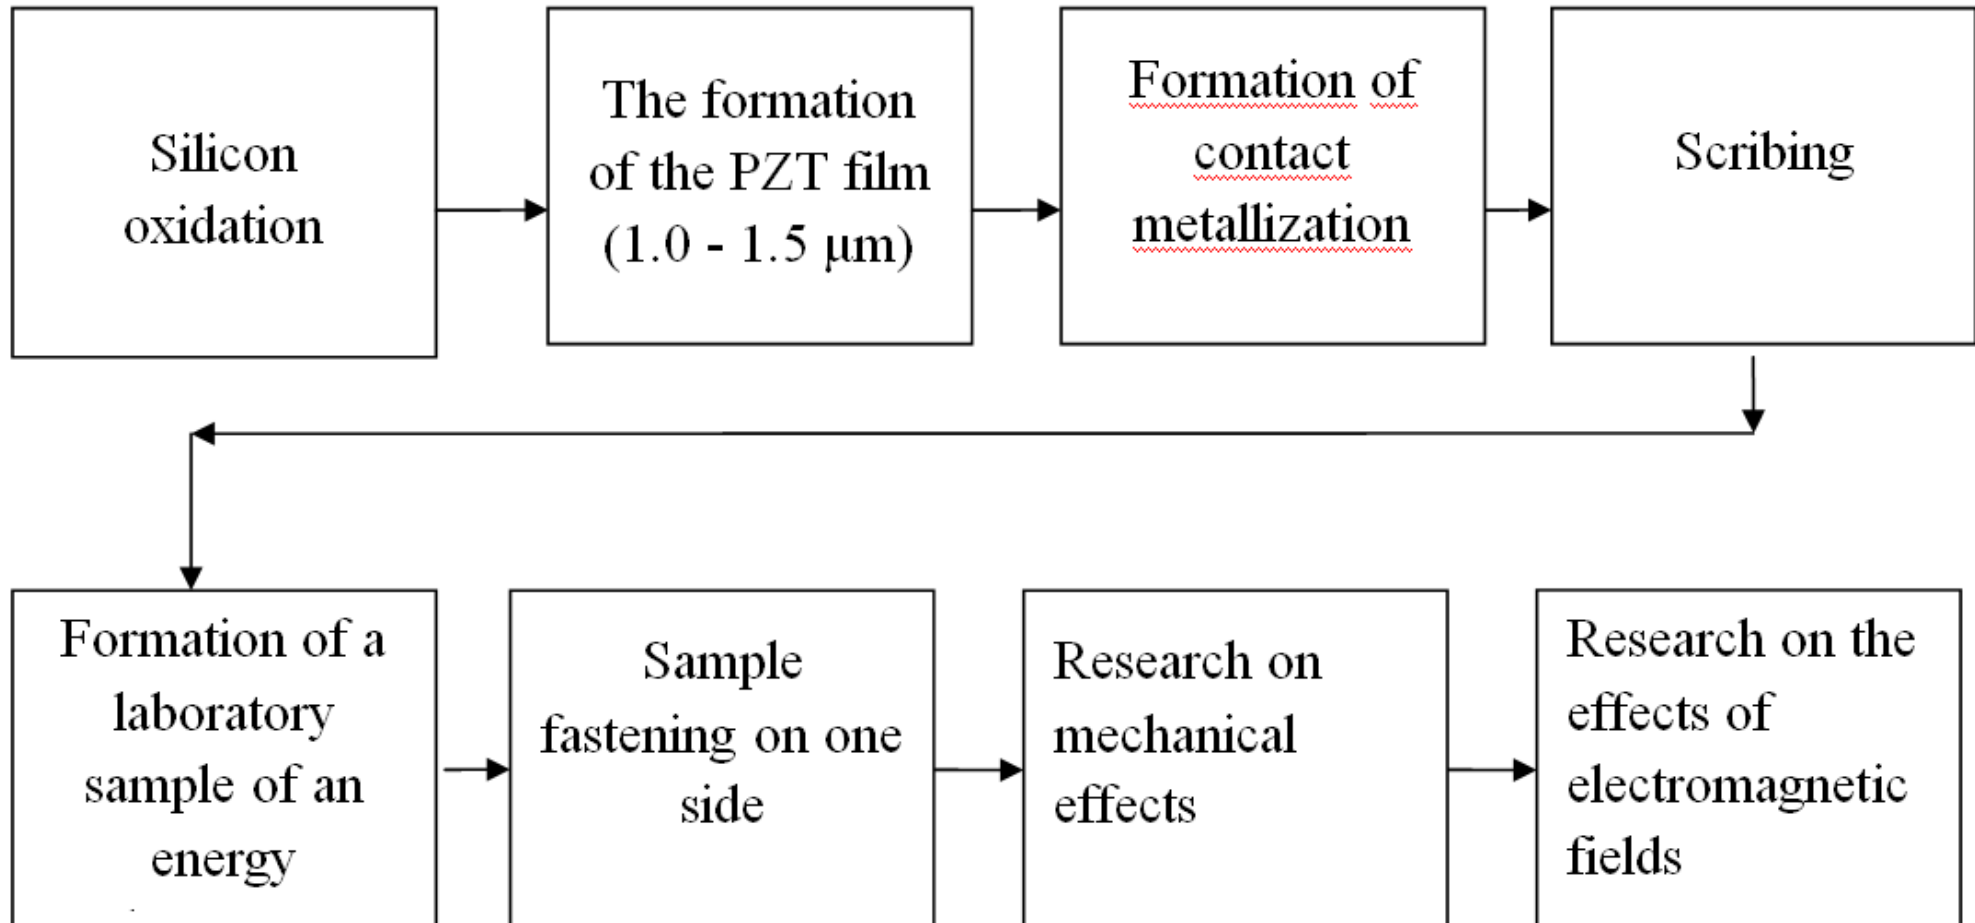 Silicon
oxidation
The formation
of the PZT film
(1.0 - 1.5 μm)
Formation of
contact
metallization
Scribing
Formation of a
laboratory
sample of an
energy
Sample
fastening on one
side
Research on
mechanical
effects
Research on the
effects of
electromagnetic
fields